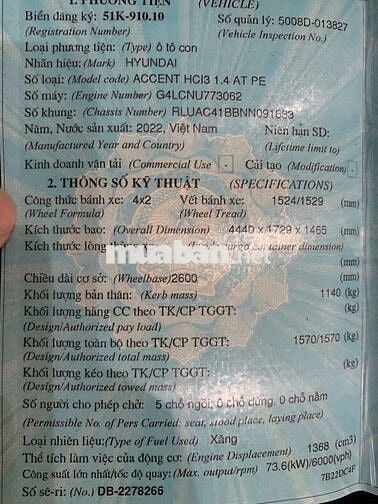 1. PHƯƠNG TIỆN (VEHICLE)
Biển đăng ký: 51K-910.10 Số quản lý: 5008D-013827
(Registration Number) (Vehicle Inspection No.)
Loại phương tiện: (Type) ô tô con
Nhãn hiệu: (Mark) HYUNDAI
Số loại: (Model code) ACCENT HCI3 1.4 AT PE
Số máy: (Engine Number) G4LCNU773062
Số khung: (Chassis Number) RLUAC41BBNN091633
Năm, Nước sản xuất: 2022, Việt Nam Niên hạn SD:
(Manufactured Year and Country) (Lifetime limit to)
Kinh doanh vận tải (Commercial Use - ) Cải tạo (Modification) -
2. THÔNG SỐ KỸ THUẬT (SPECIFICATIONS)
Công thức bánh xe: 4x2 Vết bánh xe: 1524/1529 (mm)
(Wheel Formula) (Wheel Tread)
Kích thước bao: (Overall Dimension) 4440 x 1729 x 1465 (mm)
Kích thước lòng cargo container dimension)
muaban
(mm)
Chiều dài cơ sở: (Wheelbase) 2600 (mm)
Khối lượng bản thân: (Kerb mass) 1140 (kg)
Khối lượng hàng CC theo TK/CP TGGT: (kg)
(Design/Authorized pay load)
Khối lượng toàn bộ theo TK/CP TGGT: 1570/1570 (kg)
(Design/Authorized total mass)
Khối lượng kéo theo TK/CP TGGT: (kg)
(Design/Authorized towed mass)
Số người cho phép chở: 5 chỗ ngồi, 0 chỗ đứng, 0 chỗ nằm
(Permissible No. of Pers Carried: seat, stood place, laying place)
Loại nhiên liệu: (Type of Fuel Used) Xăng
Thể tích làm việc của động cơ: (Engine Displacement) 1368 (cm3)
Công suất lớn nhất/tốc độ quay: (Max. output/rpm) 73.6(kW)/6000(vph)
Số sê-ri: (No.) DB-2278266 7B22DC4F